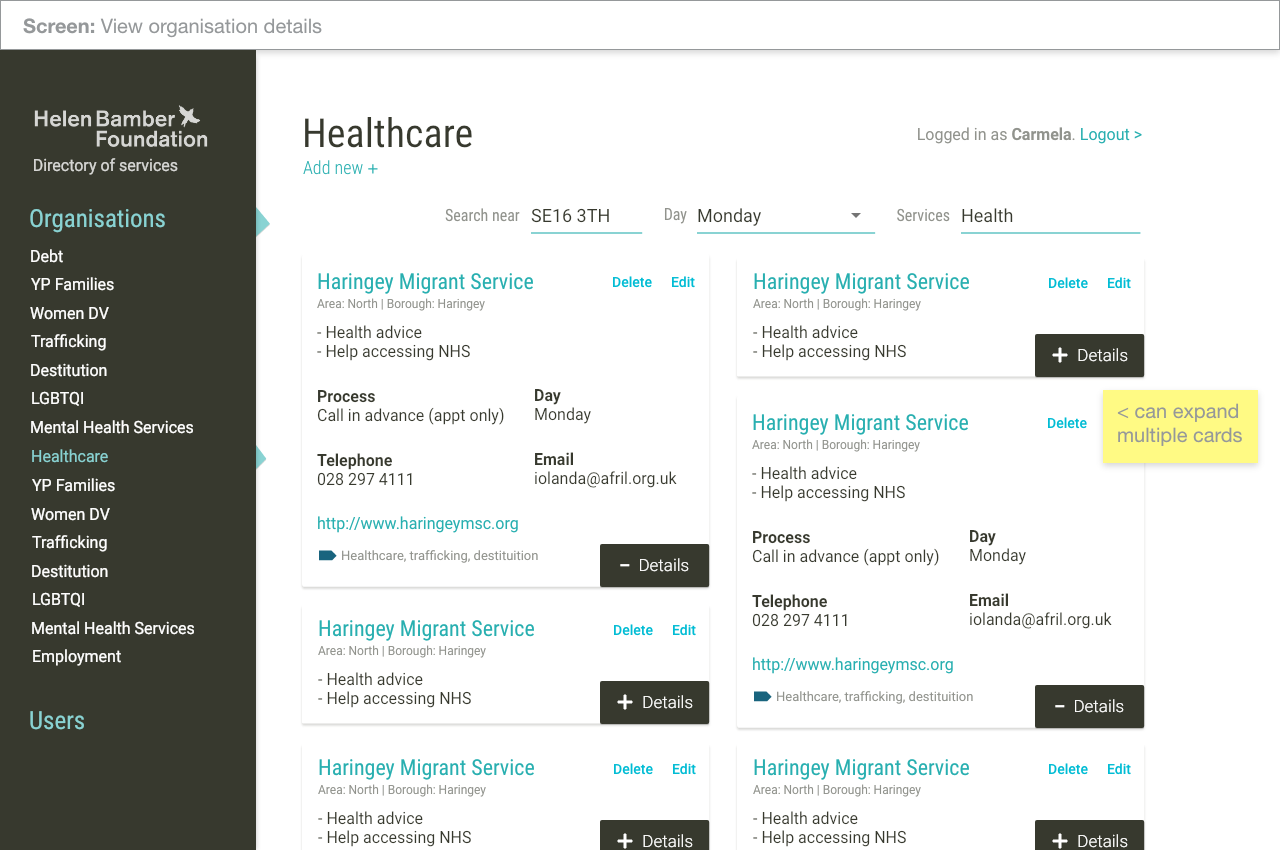 Screen: View organisation details
Helen Bamber
Foundation
Directory of services
Organisations
Debt
YP Families
Women DV
Trafficking
Destitution
LGBTQI
Mental Health Services
Healthcare
YP Families
Women DV
Trafficking
Destitution
LGBTQI
Mental Health Services
Employment
Users
Healthcare
Add new +
Logged in as Carmela. Logout >
Search near SE16 3TH Day Monday Services Health
Haringey Migrant Service Delete Edit
Area: North | Borough: Haringey
- Health advice
- Help accessing NHS
Process Day
Call in advance (appt only) Monday
Telephone Email
028 297 4111 iolanda@afril.org.uk
http://www.haringeymsc.org
Healthcare, trafficking, destituition
- Details
Haringey Migrant Service Delete Edit
Area: North | Borough: Haringey
- Health advice
- Help accessing NHS
+ Details
Haringey Migrant Service Delete Edit
Area: North | Borough: Haringey
- Health advice
- Help accessing NHS
+ Details
Haringey Migrant Service Delete Edit
Area: North | Borough: Haringey
- Health advice
- Help accessing NHS
+ Details
Haringey Migrant Service Delete
Area: North | Borough: Haringey
- Health advice
- Help accessing NHS
Process Day
Call in advance (appt only) Monday
Telephone Email
028 297 4111 iolanda@afril.org.uk
http://www.haringeymsc.org
Healthcare, trafficking, destituition
- Details
Haringey Migrant Service Delete Edit
Area: North | Borough: Haringey
- Health advice
- Help accessing NHS
+ Details
< can expand
multiple cards